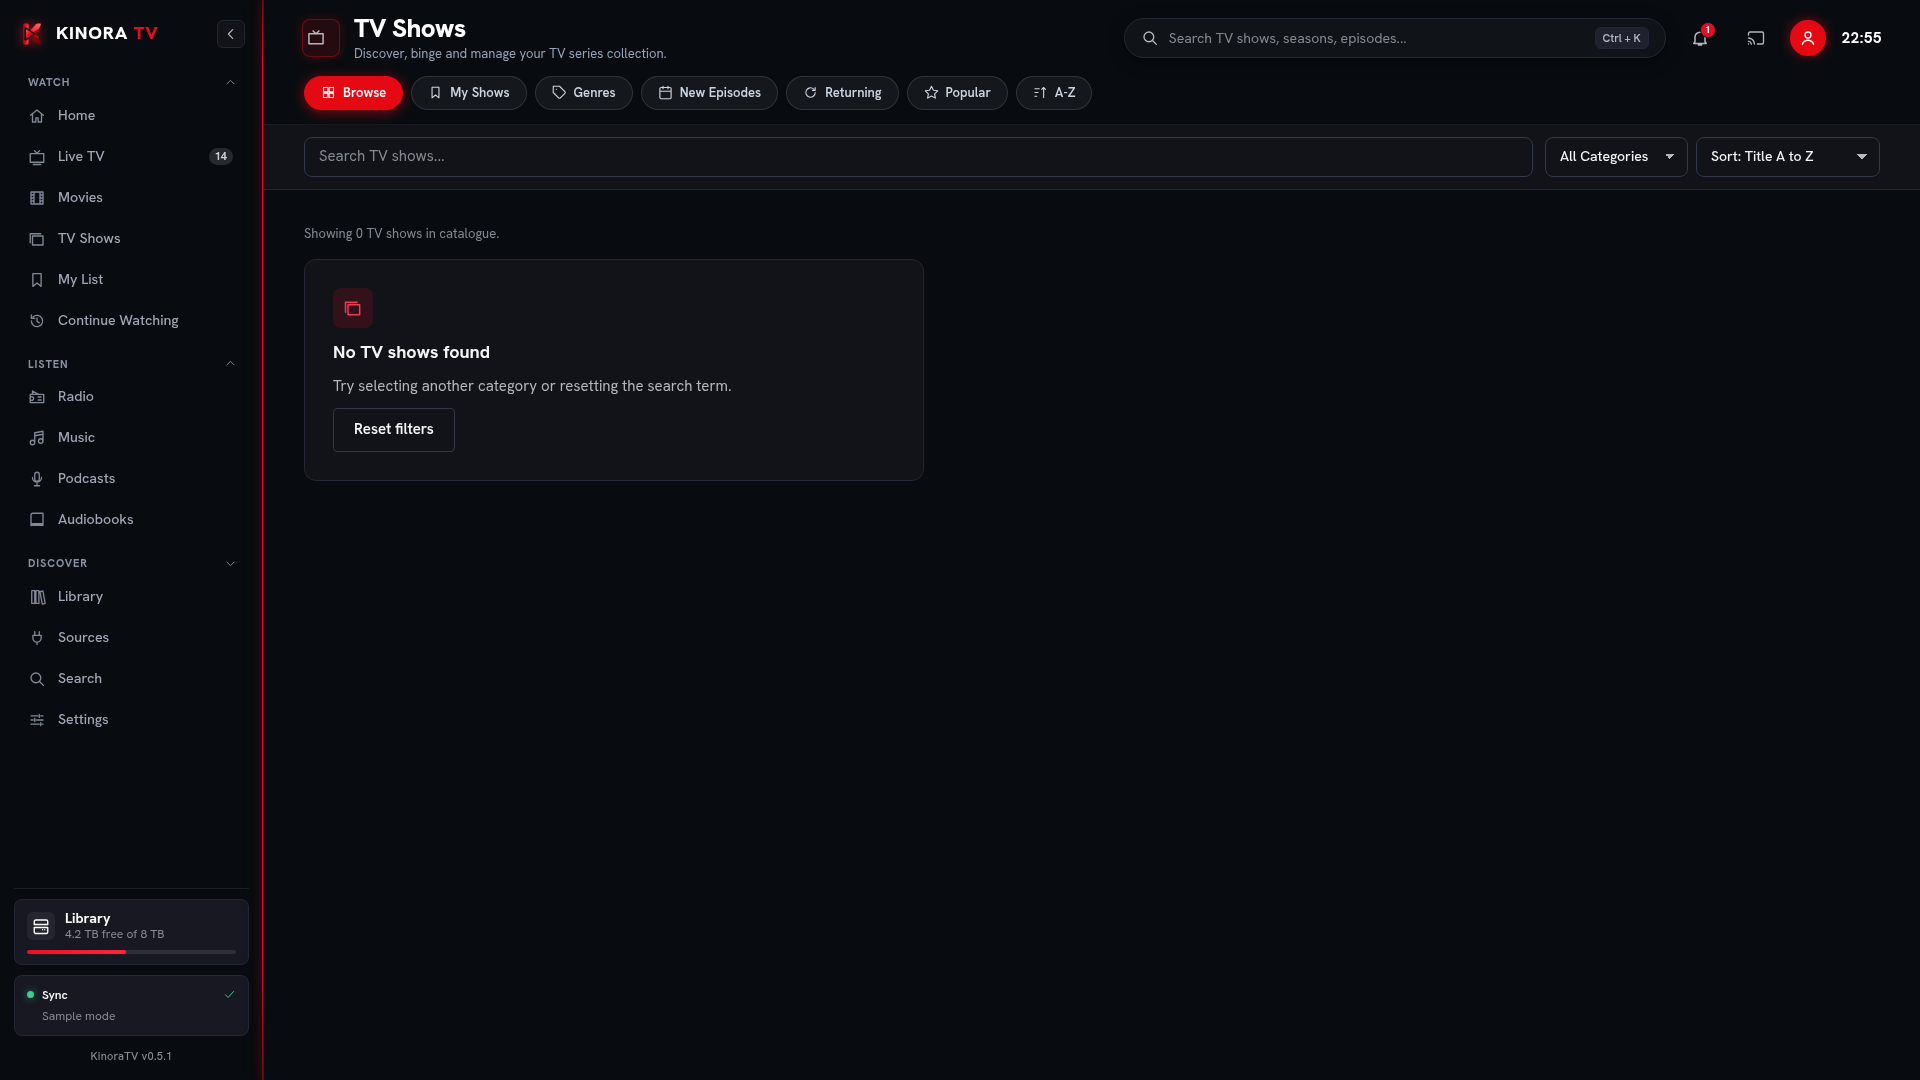 KINORA TV
WATCH
Home
Live TV
14
Movies
TV Shows
My List
Continue Watching
LISTEN
Radio
Music
Podcasts
Audiobooks
DISCOVER
Library
Sources
Search
Settings
Library
4.2 TB free of 8 TB
Sync
Sample mode
KinoraTV v0.5.1
TV Shows
Discover, binge and manage your TV series collection.
Search TV shows, seasons, episodes...
Ctrl + K
1
22:55
Browse
My Shows
Genres
New Episodes
Returning
Popular
A-Z
Search TV shows...
All Categories
Sort: Title A to Z
Showing 0 TV shows in catalogue.
No TV shows found
Try selecting another category or resetting the search term.
Reset filters